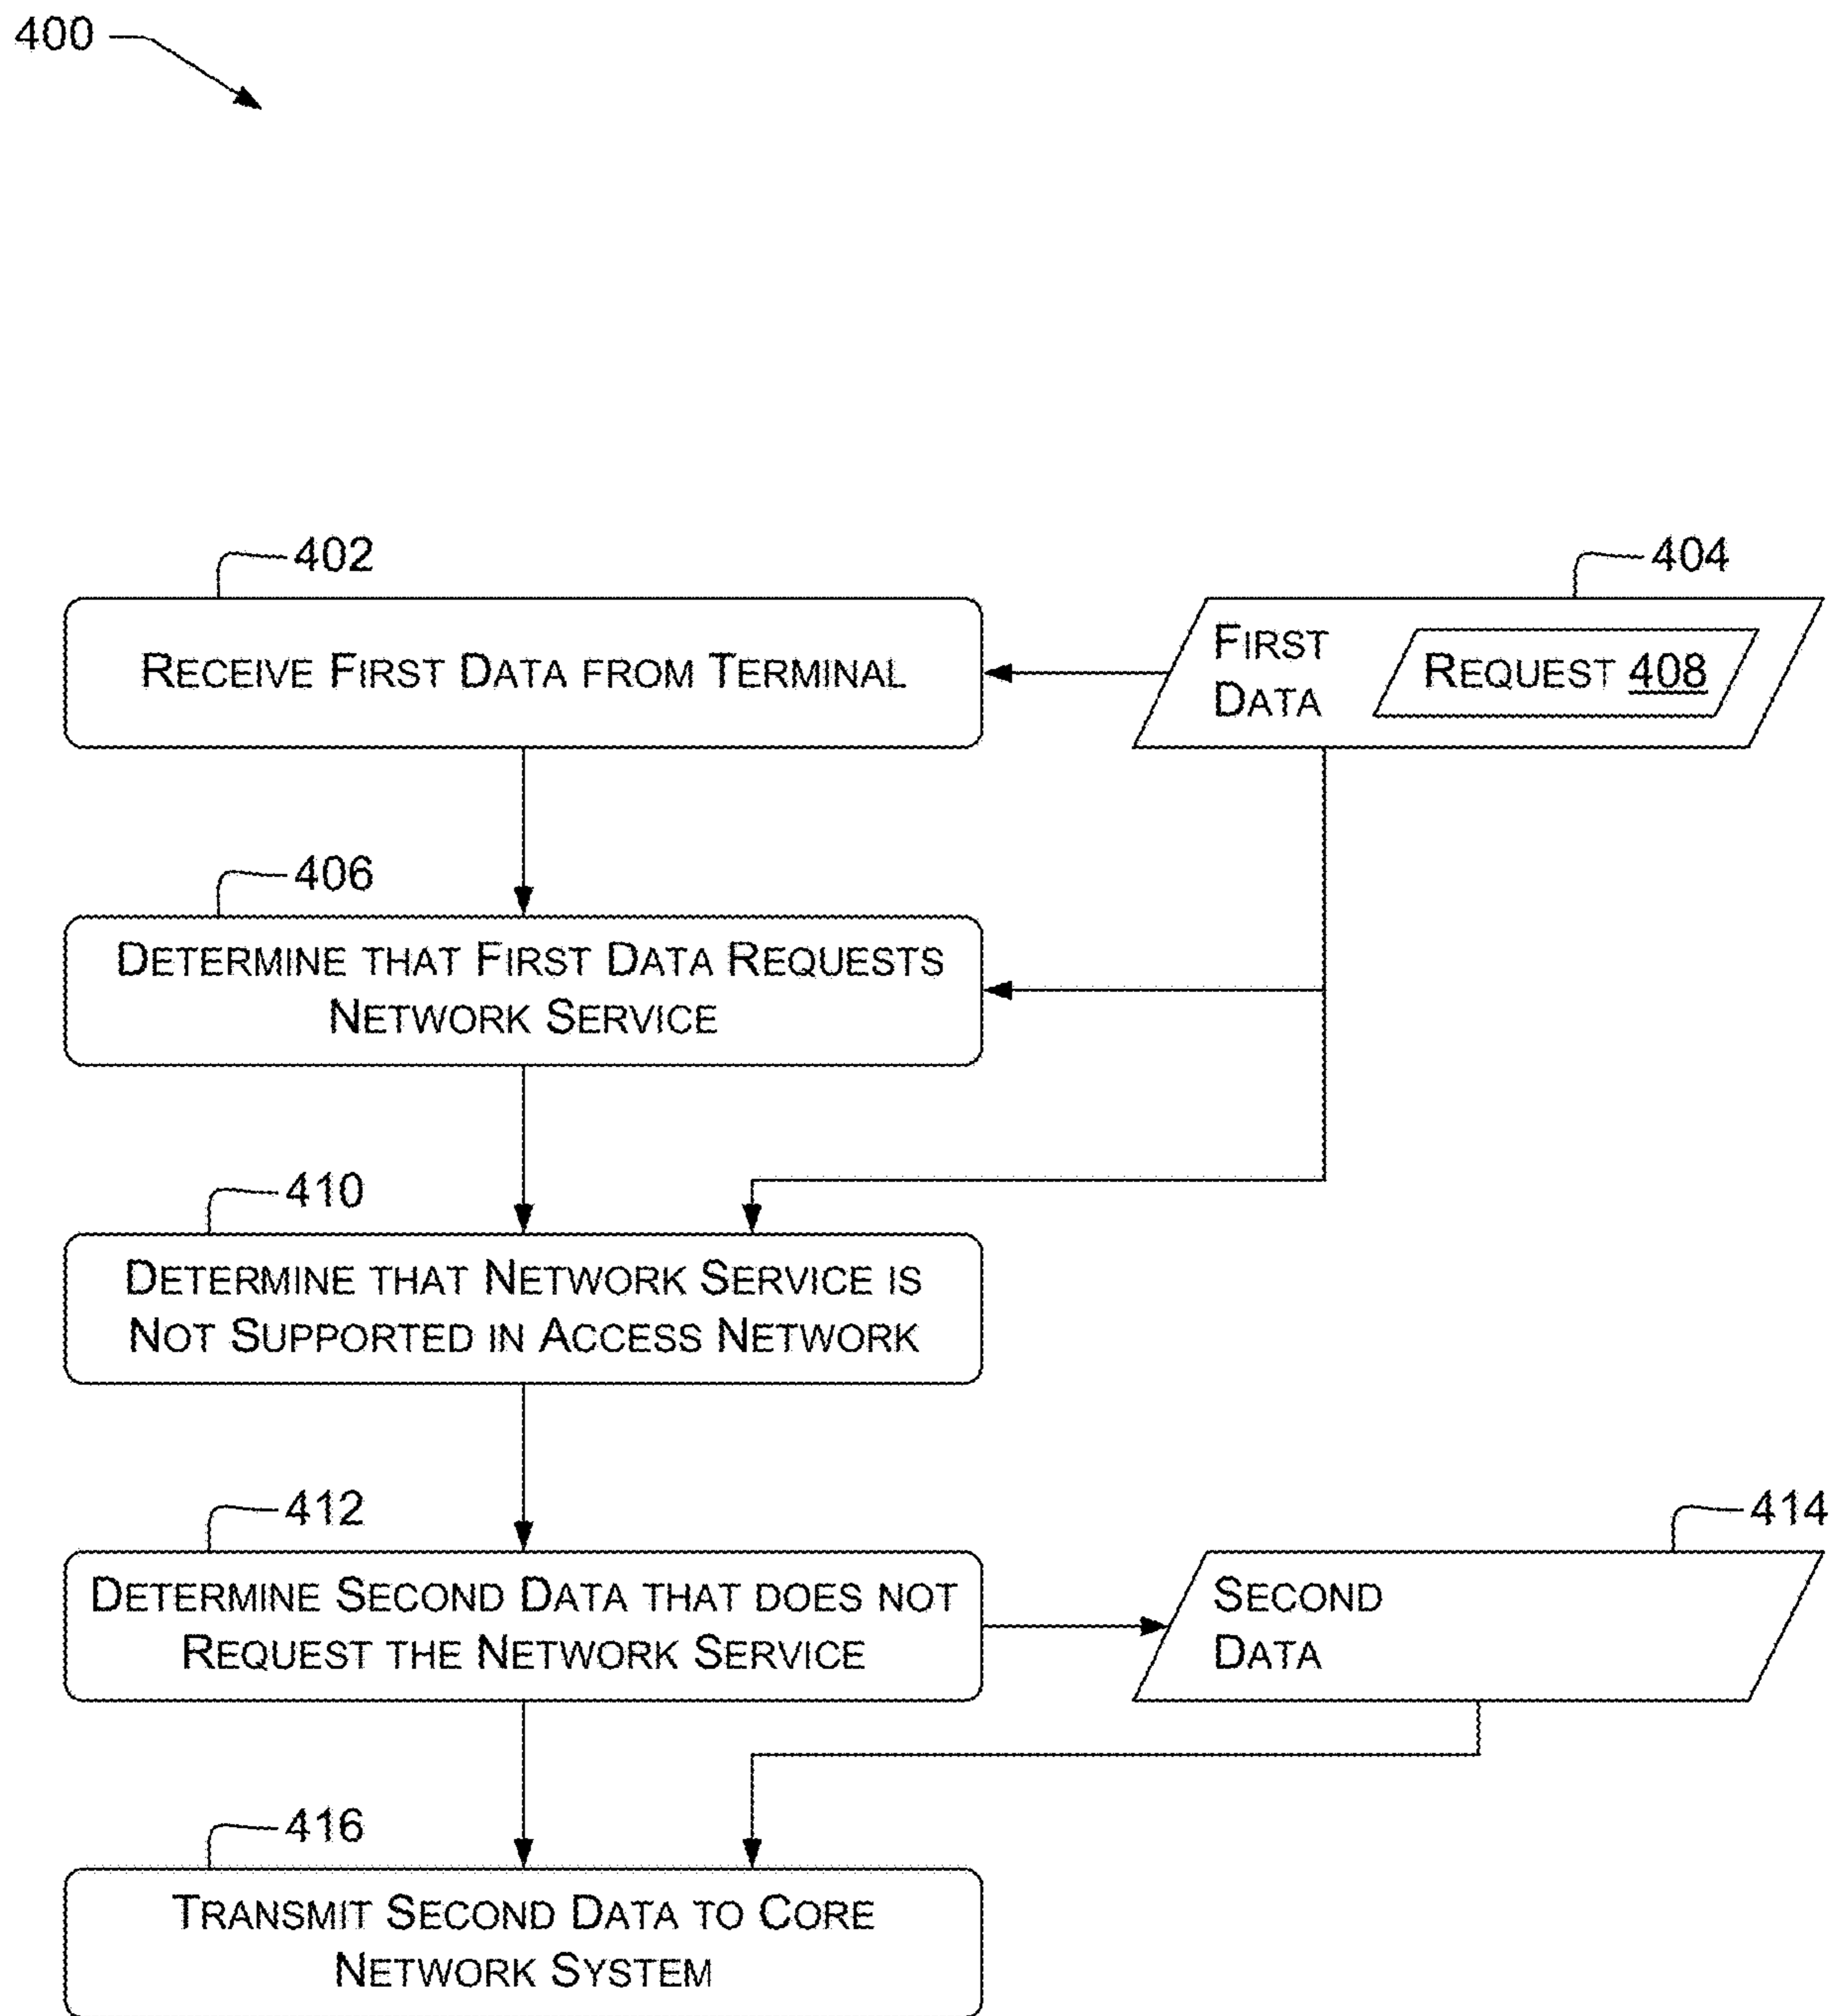 400
402
RECEIVE FIRST DATA FROM TERMINAL
404
FIRST
DATA
REQUEST 408
406
DETERMINE THAT FIRST DATA REQUESTS
NETWORK SERVICE
410
DETERMINE THAT NETWORK SERVICE IS
NOT SUPPORTED IN ACCESS NETWORK
412
DETERMINE SECOND DATA THAT DOES NOT
REQUEST THE NETWORK SERVICE
414
SECOND
DATA
416
TRANSMIT SECOND DATA TO CORE
NETWORK SYSTEM